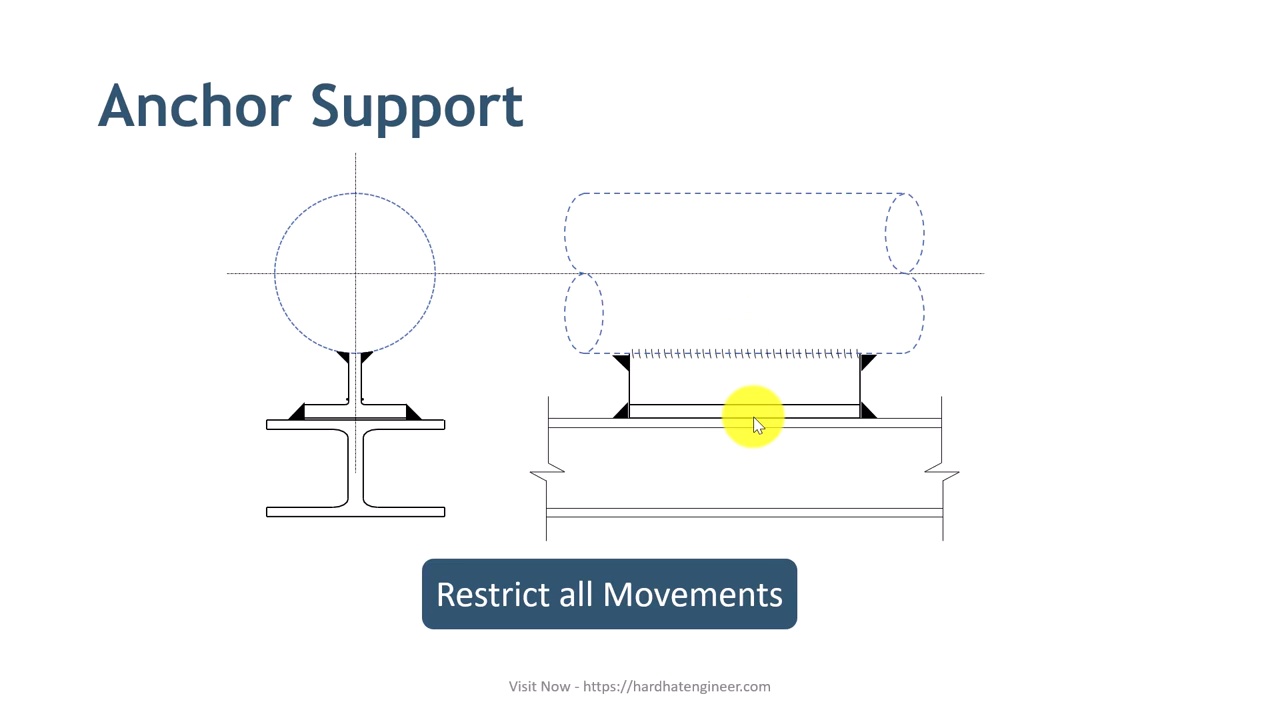 Anchor Support
Restrict all Movements
Visit Now - https://hardhatengineer.com